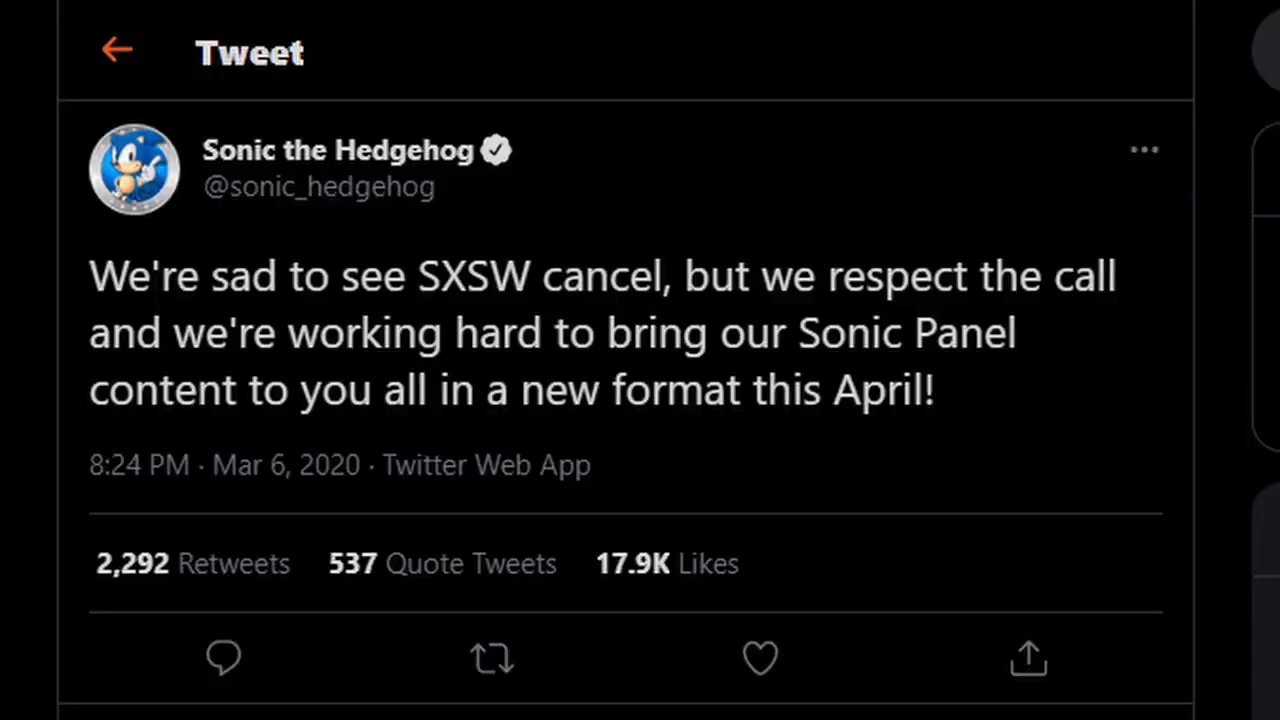 Tweet
Sonic the Hedgehog
@sonic_hedgehog
We're sad to see SXSW cancel, but we respect the call
and we're working hard to bring our Sonic Panel
content to you all in a new format this April!
8:24 PM · Mar 6, 2020 · Twitter Web App
2,292 Retweets 537 Quote Tweets 17.9K Likes